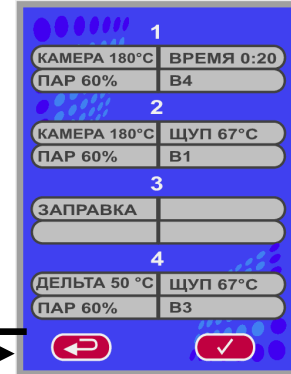 1
КАМЕРА 180°С ВРЕМЯ 0:20
ПАР 60% В4
2
КАМЕРА 180°С ЩУП 67°С
ПАР 60% В1
3
ЗАПРАВКА
4
ДЕЛЬТА 50 °С ЩУП 67°С
ПАР 60% В3